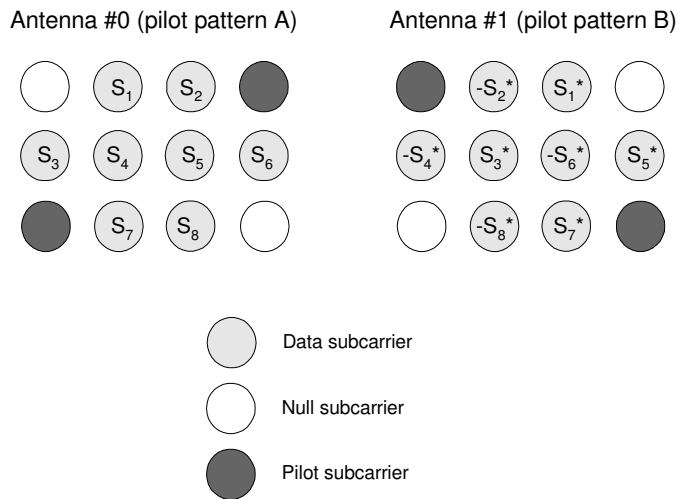 Antenna #0 (pilot pattern A) Antenna #1 (pilot pattern B)
S₁ S₂ -S₂* S₁*
S₃ S₄ S₅ S₆ -S₄* S₃* -S₆* S₅*
S₇ S₈ -S₈* S₇*
Data subcarrier
Null subcarrier
Pilot subcarrier